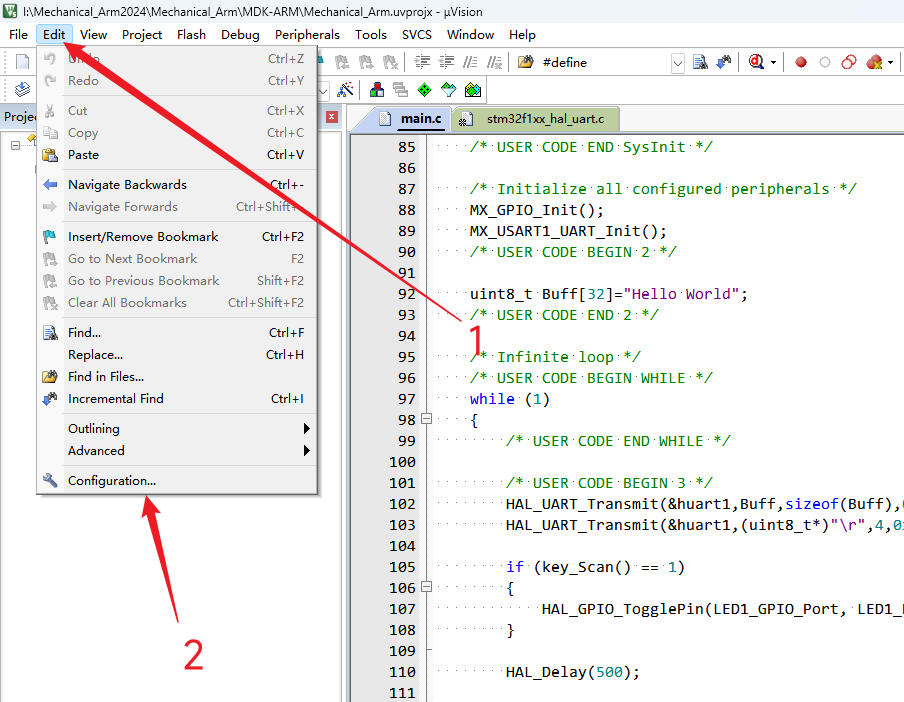 I:\Mechanical_Arm2024\Mechanical_Arm\MDK-ARM\Mechanical_Arm.uvprojx - µVision
File Edit View Project Flash Debug Peripherals Tools SVCS Window Help
#define
Undo Ctrl+Z
Redo Ctrl+Y
Cut Ctrl+X
Copy Ctrl+C
Paste Ctrl+V
Navigate Backwards Ctrl+-
Navigate Forwards Ctrl+Shift+-
Insert/Remove Bookmark Ctrl+F2
Go to Next Bookmark F2
Go to Previous Bookmark Shift+F2
Clear All Bookmarks Ctrl+Shift+F2
Find... Ctrl+F
Replace... Ctrl+H
Find in Files...
Incremental Find Ctrl+I
Outlining
Advanced
Configuration...
1
2
Projec
main.c stm32f1xx_hal_uart.c
85 /* USER CODE END SysInit */
86
87 /* Initialize all configured peripherals */
88 MX_GPIO_Init();
89 MX_USART1_UART_Init();
90 /* USER CODE BEGIN 2 */
91
92 uint8_t Buff[32]="Hello World";
93 /* USER CODE END 2 */
94
95 /* Infinite loop */
96 /* USER CODE BEGIN WHILE */
97 while (1)
98 {
99 /* USER CODE END WHILE */
100
101 /* USER CODE BEGIN 3 */
102 HAL_UART_Transmit(&huart1,Buff,sizeof(Buff),
103 HAL_UART_Transmit(&huart1,(uint8_t*)"\r",4,0
104
105 if (key_Scan() == 1)
106 {
107 HAL_GPIO_TogglePin(LED1_GPIO_Port, LED1_
108 }
109
110 HAL_Delay(500);
111